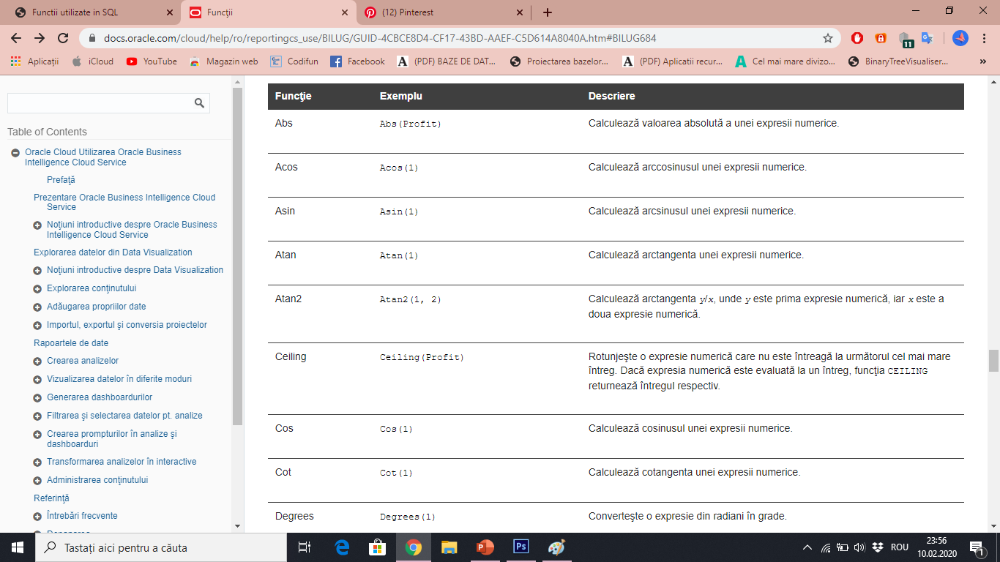 Functii utilizate in SQL
Funcţii
(12) Pinterest
docs.oracle.com/cloud/help/ro/reportingcs_use/BILUG/GUID-4CBCE8D4-CF17-43BD-AAEF-C5D614A8040A.htm#BILUG684
11
Aplicații
iCloud
YouTube
Magazin web
Codifun
Facebook
(PDF) BAZE DE DAT...
Proiectarea bazelor...
(PDF) Aplicatii recur...
Cel mai mare divizo...
BinaryTreeVisualiser...
»
Table of Contents
Oracle Cloud Utilizarea Oracle Business
Intelligence Cloud Service
Prefaţă
Prezentare Oracle Business Intelligence Cloud
Service
Noţiuni introductive despre Oracle Business
Intelligence Cloud Service
Explorarea datelor din Data Visualization
Noţiuni introductive despre Data Visualization
Explorarea conţinutului
Adăugarea propriilor date
Importul, exportul şi conversia proiectelor
Rapoartele de date
Crearea analizelor
Vizualizarea datelor în diferite moduri
Generarea dashboardurilor
Filtrarea şi selectarea datelor pt. analize
Crearea prompturilor în analize şi
dashboarduri
Transformarea analizelor în interactive
Administrarea conţinutului
Referinţă
Întrebări frecvente
Funcţie Exemplu Descriere
Abs Abs(Profit) Calculează valoarea absolută a unei expresii numerice.
Acos Acos(1) Calculează arccosinusul unei expresii numerice.
Asin Asin(1) Calculează arcsinusul unei expresii numerice.
Atan Atan(1) Calculează arctangenta unei expresii numerice.
Atan2 Atan2(1, 2) Calculează arctangenta y/x, unde y este prima expresie numerică, iar x este a
doua expresie numerică.
Ceiling Ceiling(Profit) Rotunjeşte o expresie numerică care nu este întreagă la următorul cel mai mare
întreg. Dacă expresia numerică este evaluată la un întreg, funcţia CEILING
returnează întregul respectiv.
Cos Cos(1) Calculează cosinusul unei expresii numerice.
Cot Cot(1) Calculează cotangenta unei expresii numerice.
Degrees Degrees(1) Converteşte o expresie din radiani în grade.
Tastați aici pentru a căuta
Ps
ROU
23:56
10.02.2020
1